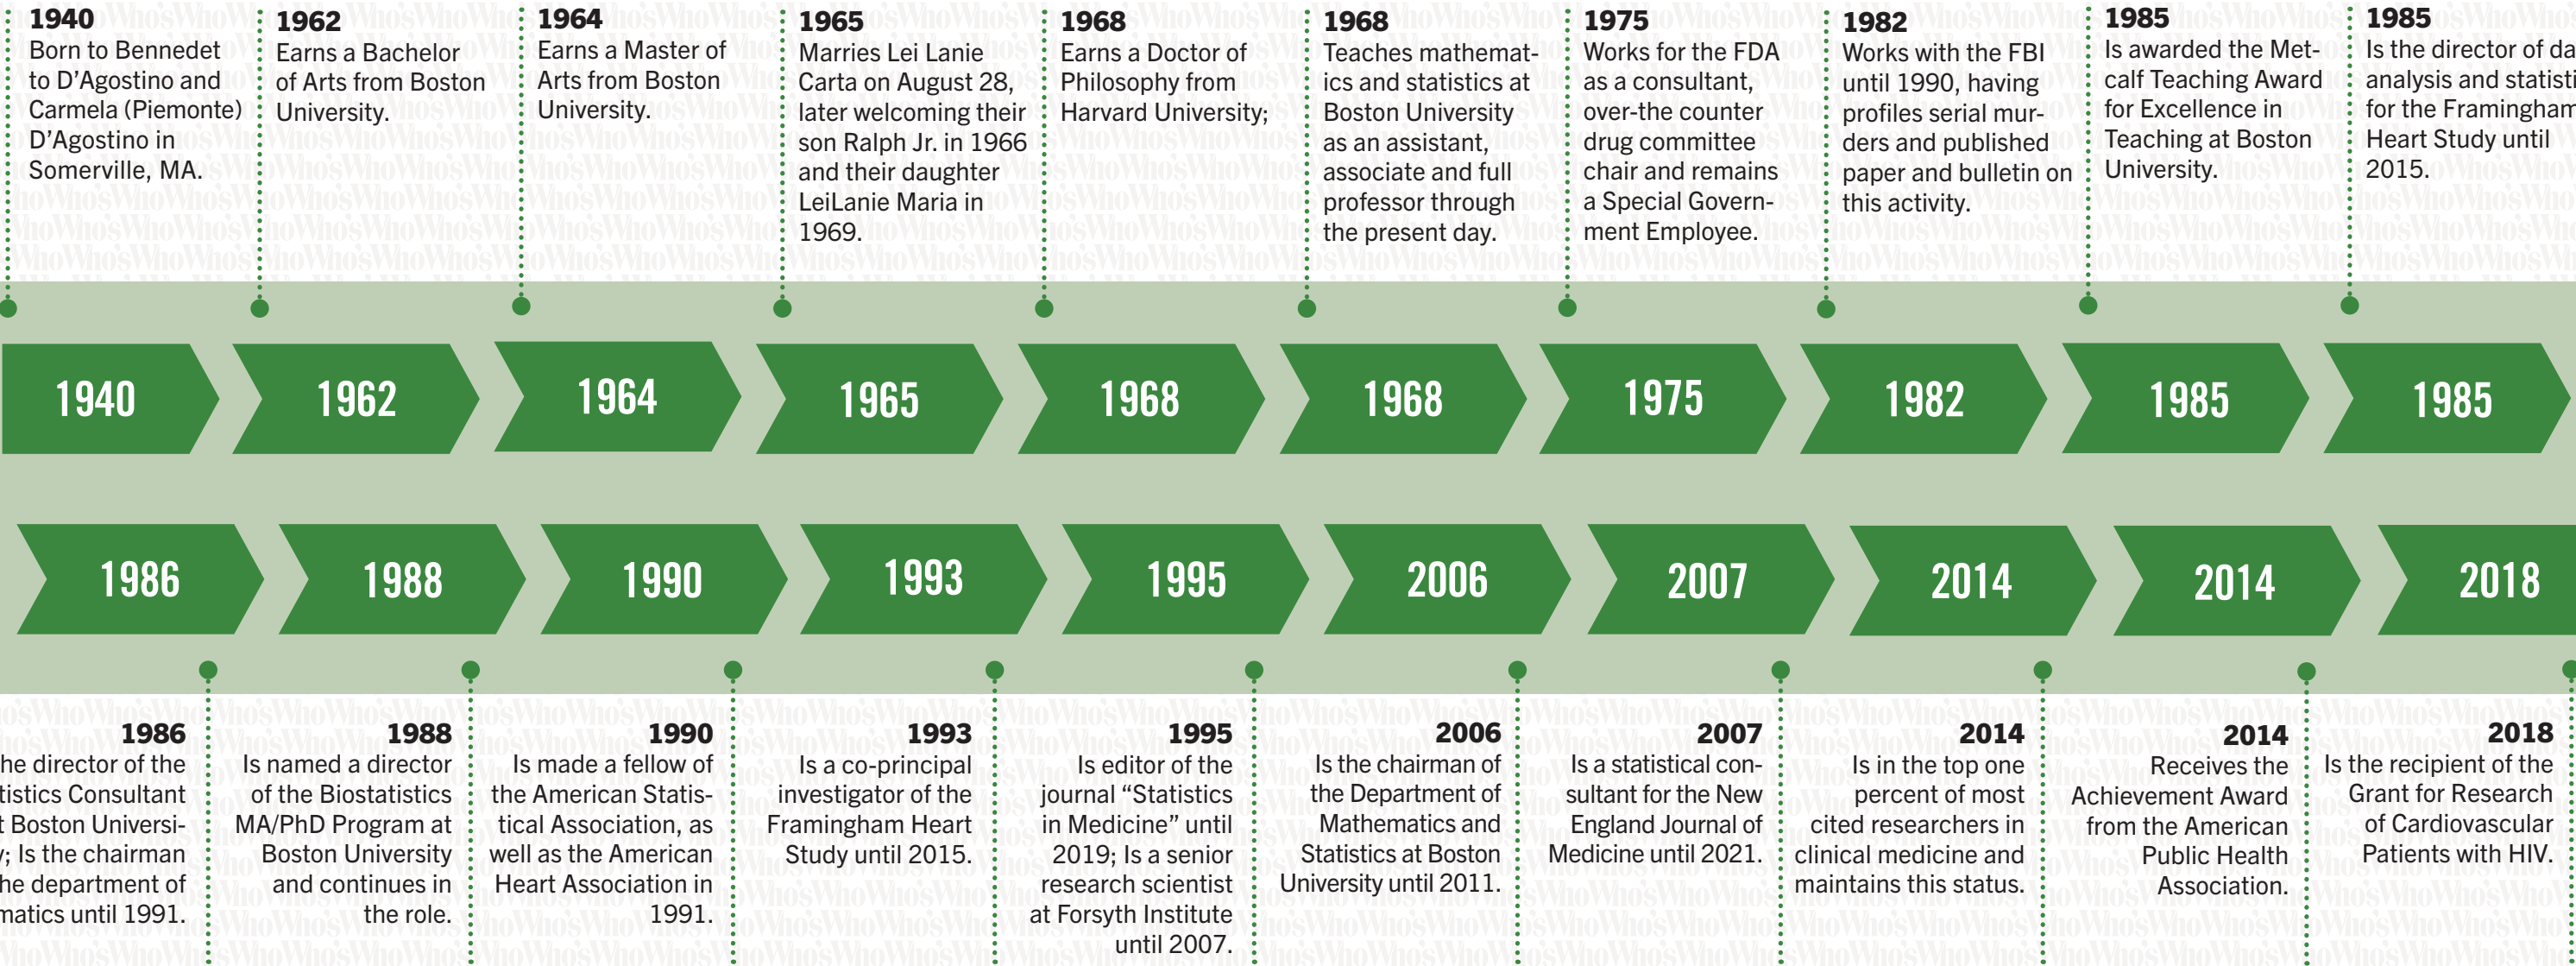 1940
Born to Bennedet
to D’Agostino and
Carmela (Piemonte)
D’Agostino in
Somerville, MA.
1962
Earns a Bachelor
of Arts from Boston
University.
1964
Earns a Master of
Arts from Boston
University.
1965
Marries Lei Lanie
Carta on August 28,
later welcoming their
son Ralph Jr. in 1966
and their daughter
LeiLanie Maria in
1969.
1968
Earns a Doctor of
Philosophy from
Harvard University;
1968
Teaches mathemat-
ics and statistics at
Boston University
as an assistant,
associate and full
professor through
the present day.
1975
Works for the FDA
as a consultant,
over-the counter
drug committee
chair and remains
a Special Govern-
ment Employee.
1982
Works with the FBI
until 1990, having
profiles serial mur-
ders and published
paper and bulletin on
this activity.
1985
Is awarded the Met-
calf Teaching Award
for Excellence in
Teaching at Boston
University.
1985
Is the director of da
analysis and statisti
for the Framingham
Heart Study until
2015.
1940
1962
1964
1965
1968
1968
1975
1982
1985
1985
1986
1988
1990
1993
1995
2006
2007
2014
2014
2018
1986
he director of the
tistics Consultant
t Boston Universi-
; Is the chairman
he department of
matics until 1991.
1988
Is named a director
of the Biostatistics
MA/PhD Program at
Boston University
and continues in
the role.
1990
Is made a fellow of
the American Statis-
tical Association, as
well as the American
Heart Association in
1991.
1993
Is a co-principal
investigator of the
Framingham Heart
Study until 2015.
1995
Is editor of the
journal “Statistics
in Medicine” until
2019; Is a senior
research scientist
at Forsyth Institute
until 2007.
2006
Is the chairman of
the Department of
Mathematics and
Statistics at Boston
University until 2011.
2007
Is a statistical con-
sultant for the New
England Journal of
Medicine until 2021.
2014
Is in the top one
percent of most
cited researchers in
clinical medicine and
maintains this status.
2014
Receives the
Achievement Award
from the American
Public Health
Association.
2018
Is the recipient of the
Grant for Research
of Cardiovascular
Patients with HIV.